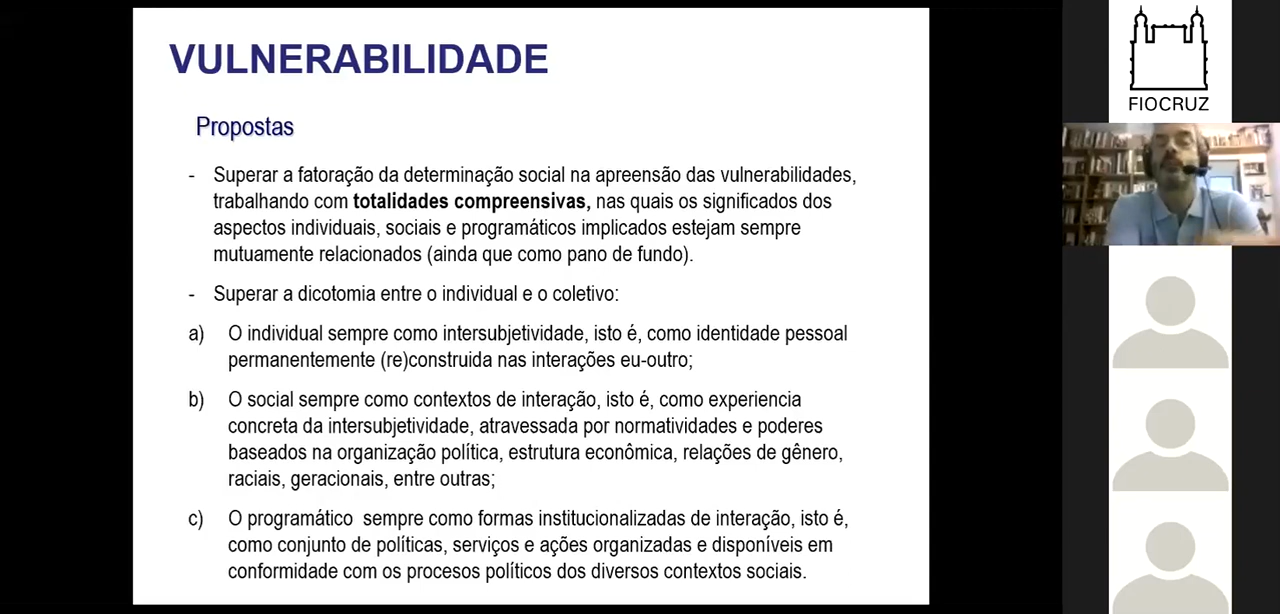 VULNERABILIDADE
Propostas
- Superar a fatoração da determinação social na apreensão das vulnerabilidades,
trabalhando com totalidades compreensivas, nas quais os significados dos
aspectos individuais, sociais e programáticos implicados estejam sempre
mutuamente relacionados (ainda que como pano de fundo).
- Superar a dicotomia entre o individual e o coletivo:
a) O individual sempre como intersubjetividade, isto é, como identidade pessoal
permanentemente (re)construida nas interações eu-outro;
b) O social sempre como contextos de interação, isto é, como experiencia
concreta da intersubjetividade, atravessada por normatividades e poderes
baseados na organização política, estrutura econômica, relações de gênero,
raciais, geracionais, entre outras;
c) O programático sempre como formas institucionalizadas de interação, isto é,
como conjunto de políticas, serviços e ações organizadas e disponíveis em
conformidade com os procesos políticos dos diversos contextos sociais.
FIOCRUZ